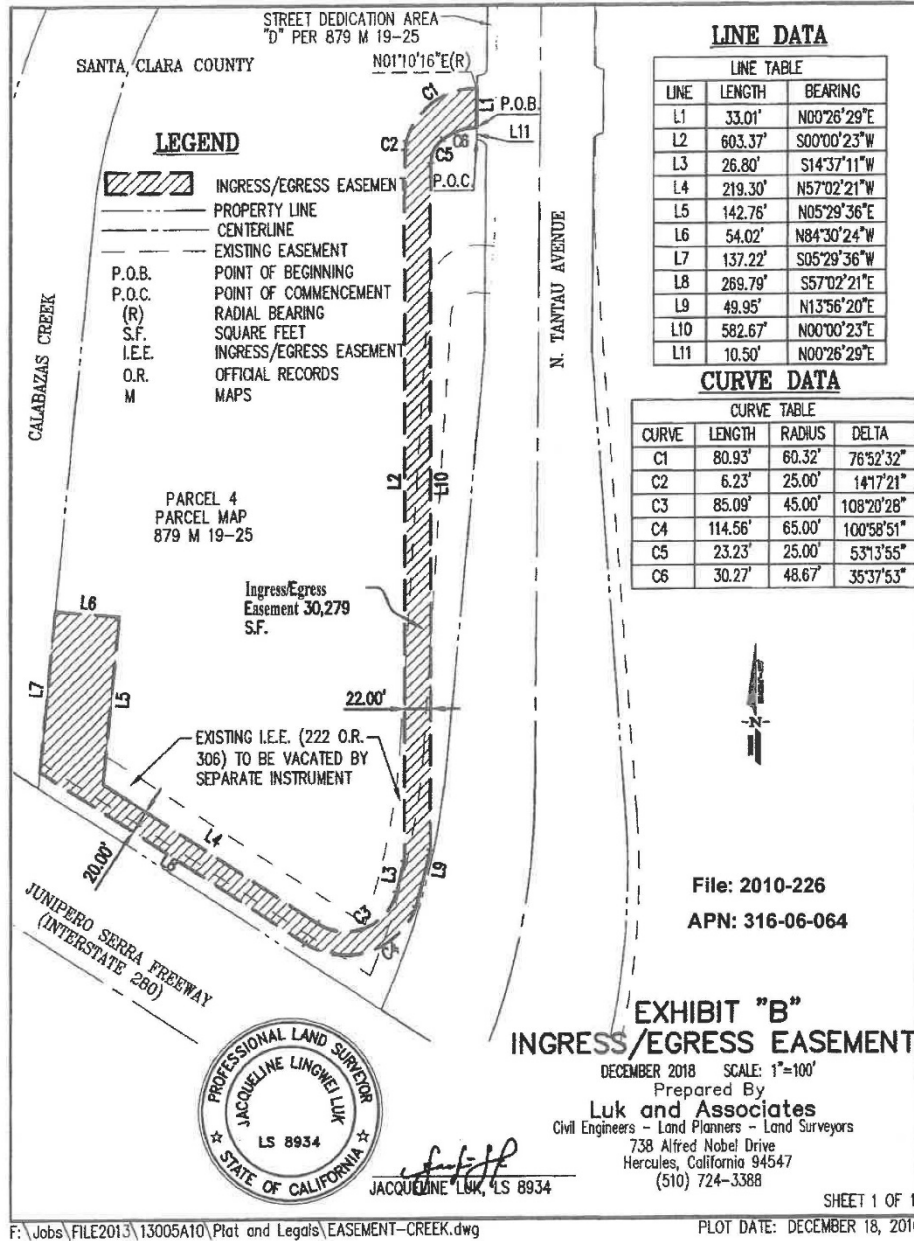 STREET DEDICATION AREA
"D" PER 879 M 19-25
SANTA CLARA COUNTY
N01°10'16"E(R)
C1
L1
P.O.B.
L11
C2
C6
C5
P.O.C.
LEGEND
INGRESS/EGRESS EASEMENT
PROPERTY LINE
CENTERLINE
EXISTING EASEMENT
P.O.B. POINT OF BEGINNING
P.O.C. POINT OF COMMENCEMENT
(R) RADIAL BEARING
S.F. SQUARE FEET
I.E.E. INGRESS/EGRESS EASEMENT
O.R. OFFICIAL RECORDS
M MAPS
CALABAZAS CREEK
N. TANTAU AVENUE
L2
L10
PARCEL 4
PARCEL MAP
879 M 19-25
Ingress/Egress
Easement 30,279
S.F.
L6
L7
L5
22.00'
EXISTING I.E.E. (222 O.R.
306) TO BE VACATED BY
SEPARATE INSTRUMENT
L4
20.00'
L8
L3
L9
C3
C4
JUNIPERO SERRA FREEWAY
(INTERSTATE 280)
LINE DATA
LINE TABLE
LINE LENGTH BEARING
L1 33.01' N00°26'29"E
L2 603.37' S00°00'23"W
L3 26.80' S14°37'11"W
L4 219.30' N57°02'21"W
L5 142.76' N05°29'36"E
L6 54.02' N84°30'24"W
L7 137.22' S05°29'36"W
L8 269.79' S57°02'21"E
L9 49.95' N13°56'20"E
L10 582.67' N00°00'23"E
L11 10.50' N00°26'29"E
CURVE DATA
CURVE TABLE
CURVE LENGTH RADIUS DELTA
C1 80.93' 60.32' 76°52'32"
C2 6.23' 25.00' 14°17'21"
C3 85.09' 45.00' 108°20'28"
C4 114.56' 65.00' 100°58'51"
C5 23.23' 25.00' 53°13'55"
C6 30.27' 48.67' 35°37'53"
N
File: 2010-226
APN: 316-06-064
EXHIBIT "B"
INGRESS/EGRESS EASEMENT
DECEMBER 2018 SCALE: 1"=100'
Prepared By
Luk and Associates
Civil Engineers - Land Planners - Land Surveyors
738 Alfred Nobel Drive
Hercules, California 94547
(510) 724-3388
PROFESSIONAL LAND SURVEYOR
JACQUELINE LINGWEI LUK
LS 8934
STATE OF CALIFORNIA
JACQUELINE LUK, LS 8934
SHEET 1 OF 1
F:\Jobs\FILE2013\13005A10\Plat and Legals\EASEMENT-CREEK.dwg
PLOT DATE: DECEMBER 18, 201